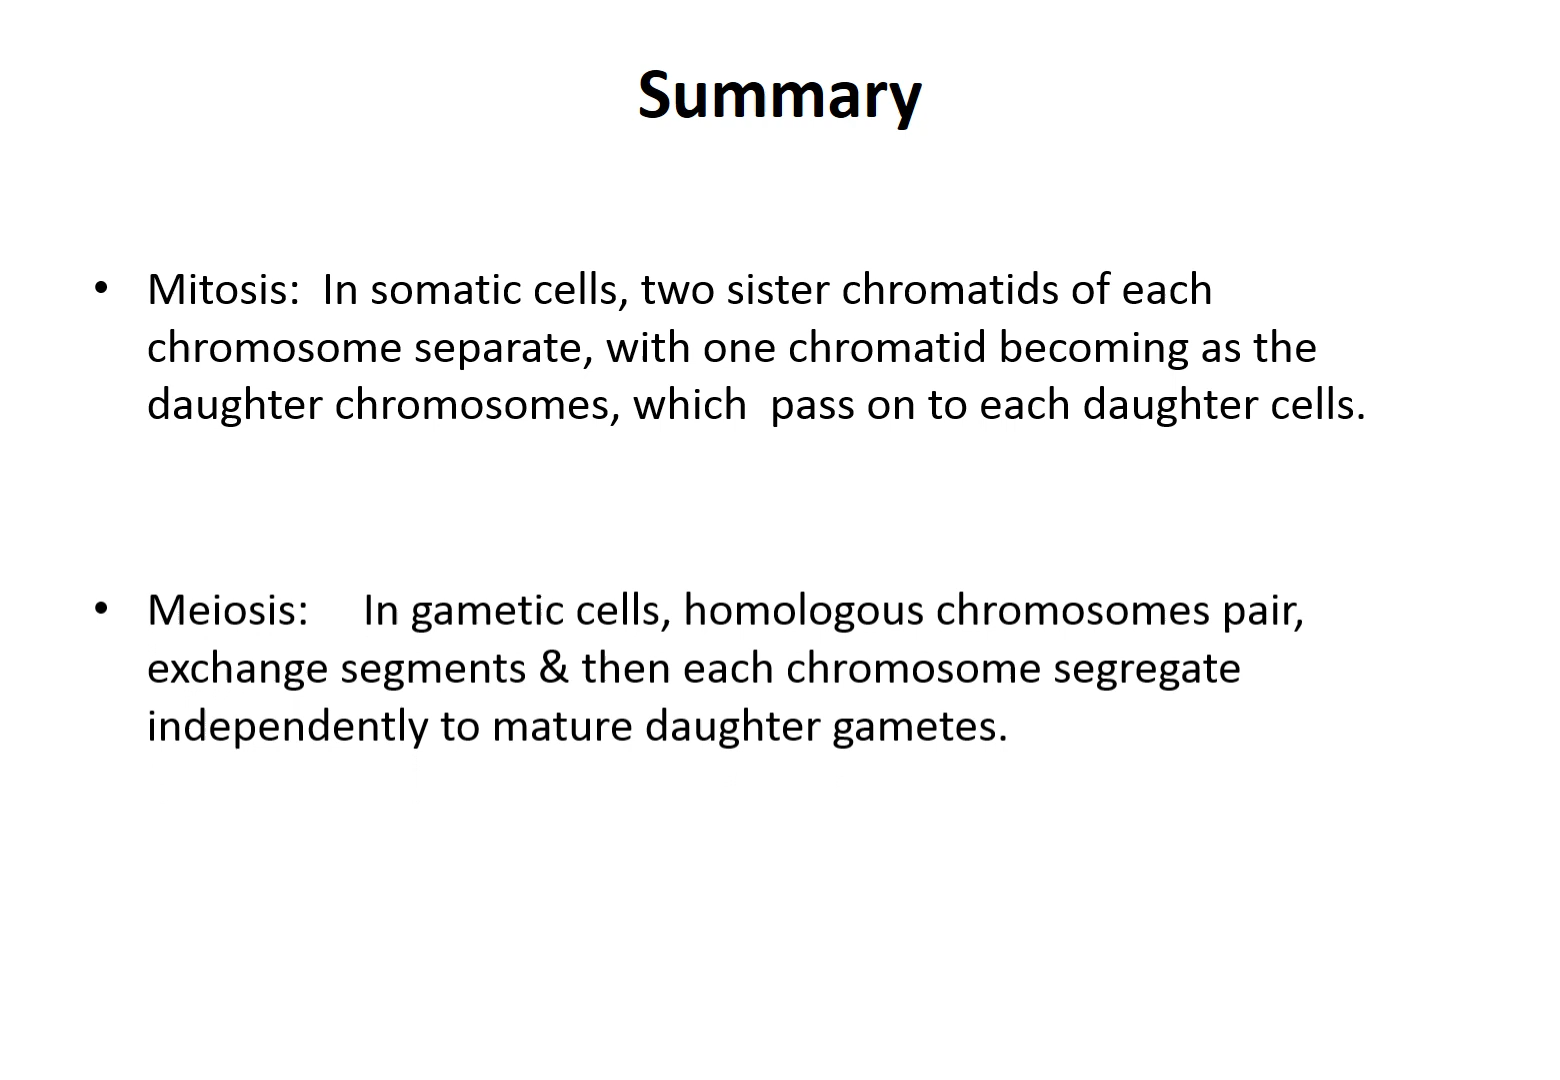 Summary
• Mitosis:  In somatic cells, two sister chromatids of each
chromosome separate, with one chromatid becoming as the
daughter chromosomes, which  pass on to each daughter cells.
• Meiosis:    In gametic cells, homologous chromosomes pair,
exchange segments & then each chromosome segregate
independently to mature daughter gametes.